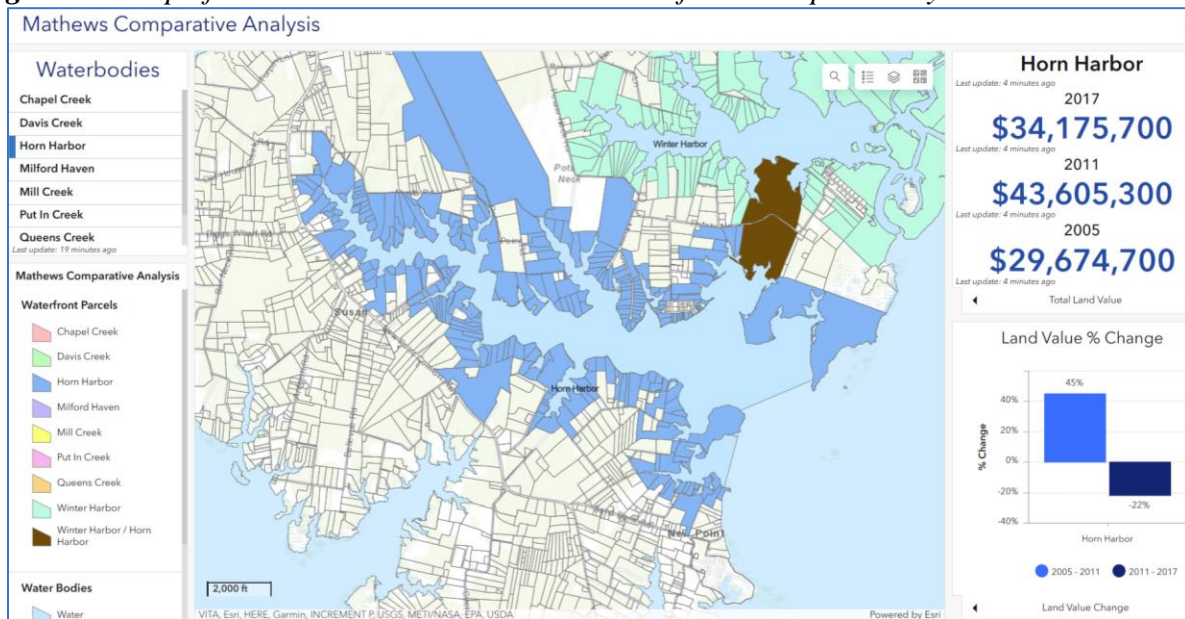 Mathews Comparative Analysis
Waterbodies
Chapel Creek
Davis Creek
Horn Harbor
Milford Haven
Mill Creek
Put In Creek
Queens Creek
Last update: 19 minutes ago
Mathews Comparative Analysis
Waterfront Parcels
Chapel Creek
Davis Creek
Horn Harbor
Milford Haven
Mill Creek
Put In Creek
Queens Creek
Winter Harbor
Winter Harbor / Horn
Harbor
Water Bodies
Water
Winter Harbor
Neck
Point
Susan
Horn Harbor
New Point
2,000 ft
VITA, Esri, HERE, Garmin, INCREMENT P, USGS, METI/NASA, EPA, USDA
Powered by Esri
Horn Harbor
Last update: 4 minutes ago
2017
$34,175,700
Last update: 4 minutes ago
2011
$43,605,300
Last update: 4 minutes ago
2005
$29,674,700
Last update: 4 minutes ago
Total Land Value
Land Value % Change
45%
40%
20%
0%
-20%
-40%
% Change
-22%
Horn Harbor
2005 - 2011
2011 - 2017
Land Value Change